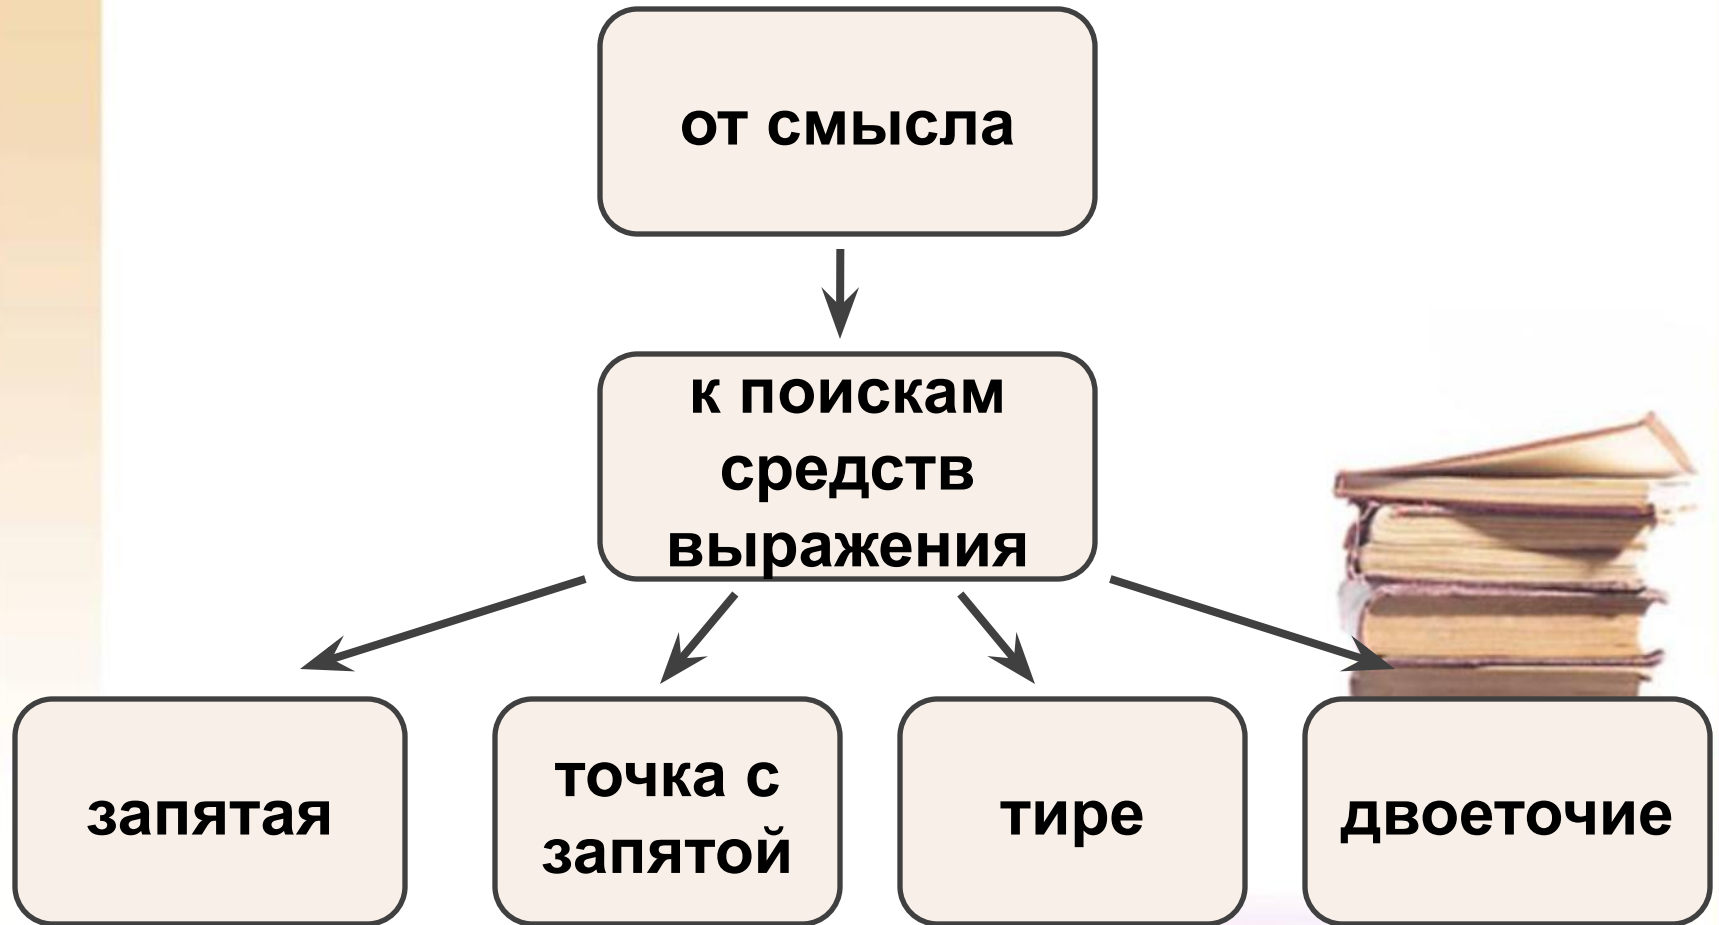 от смысла
к поискам
средств
выражения
запятая
точка с
запятой
тире
двоеточие